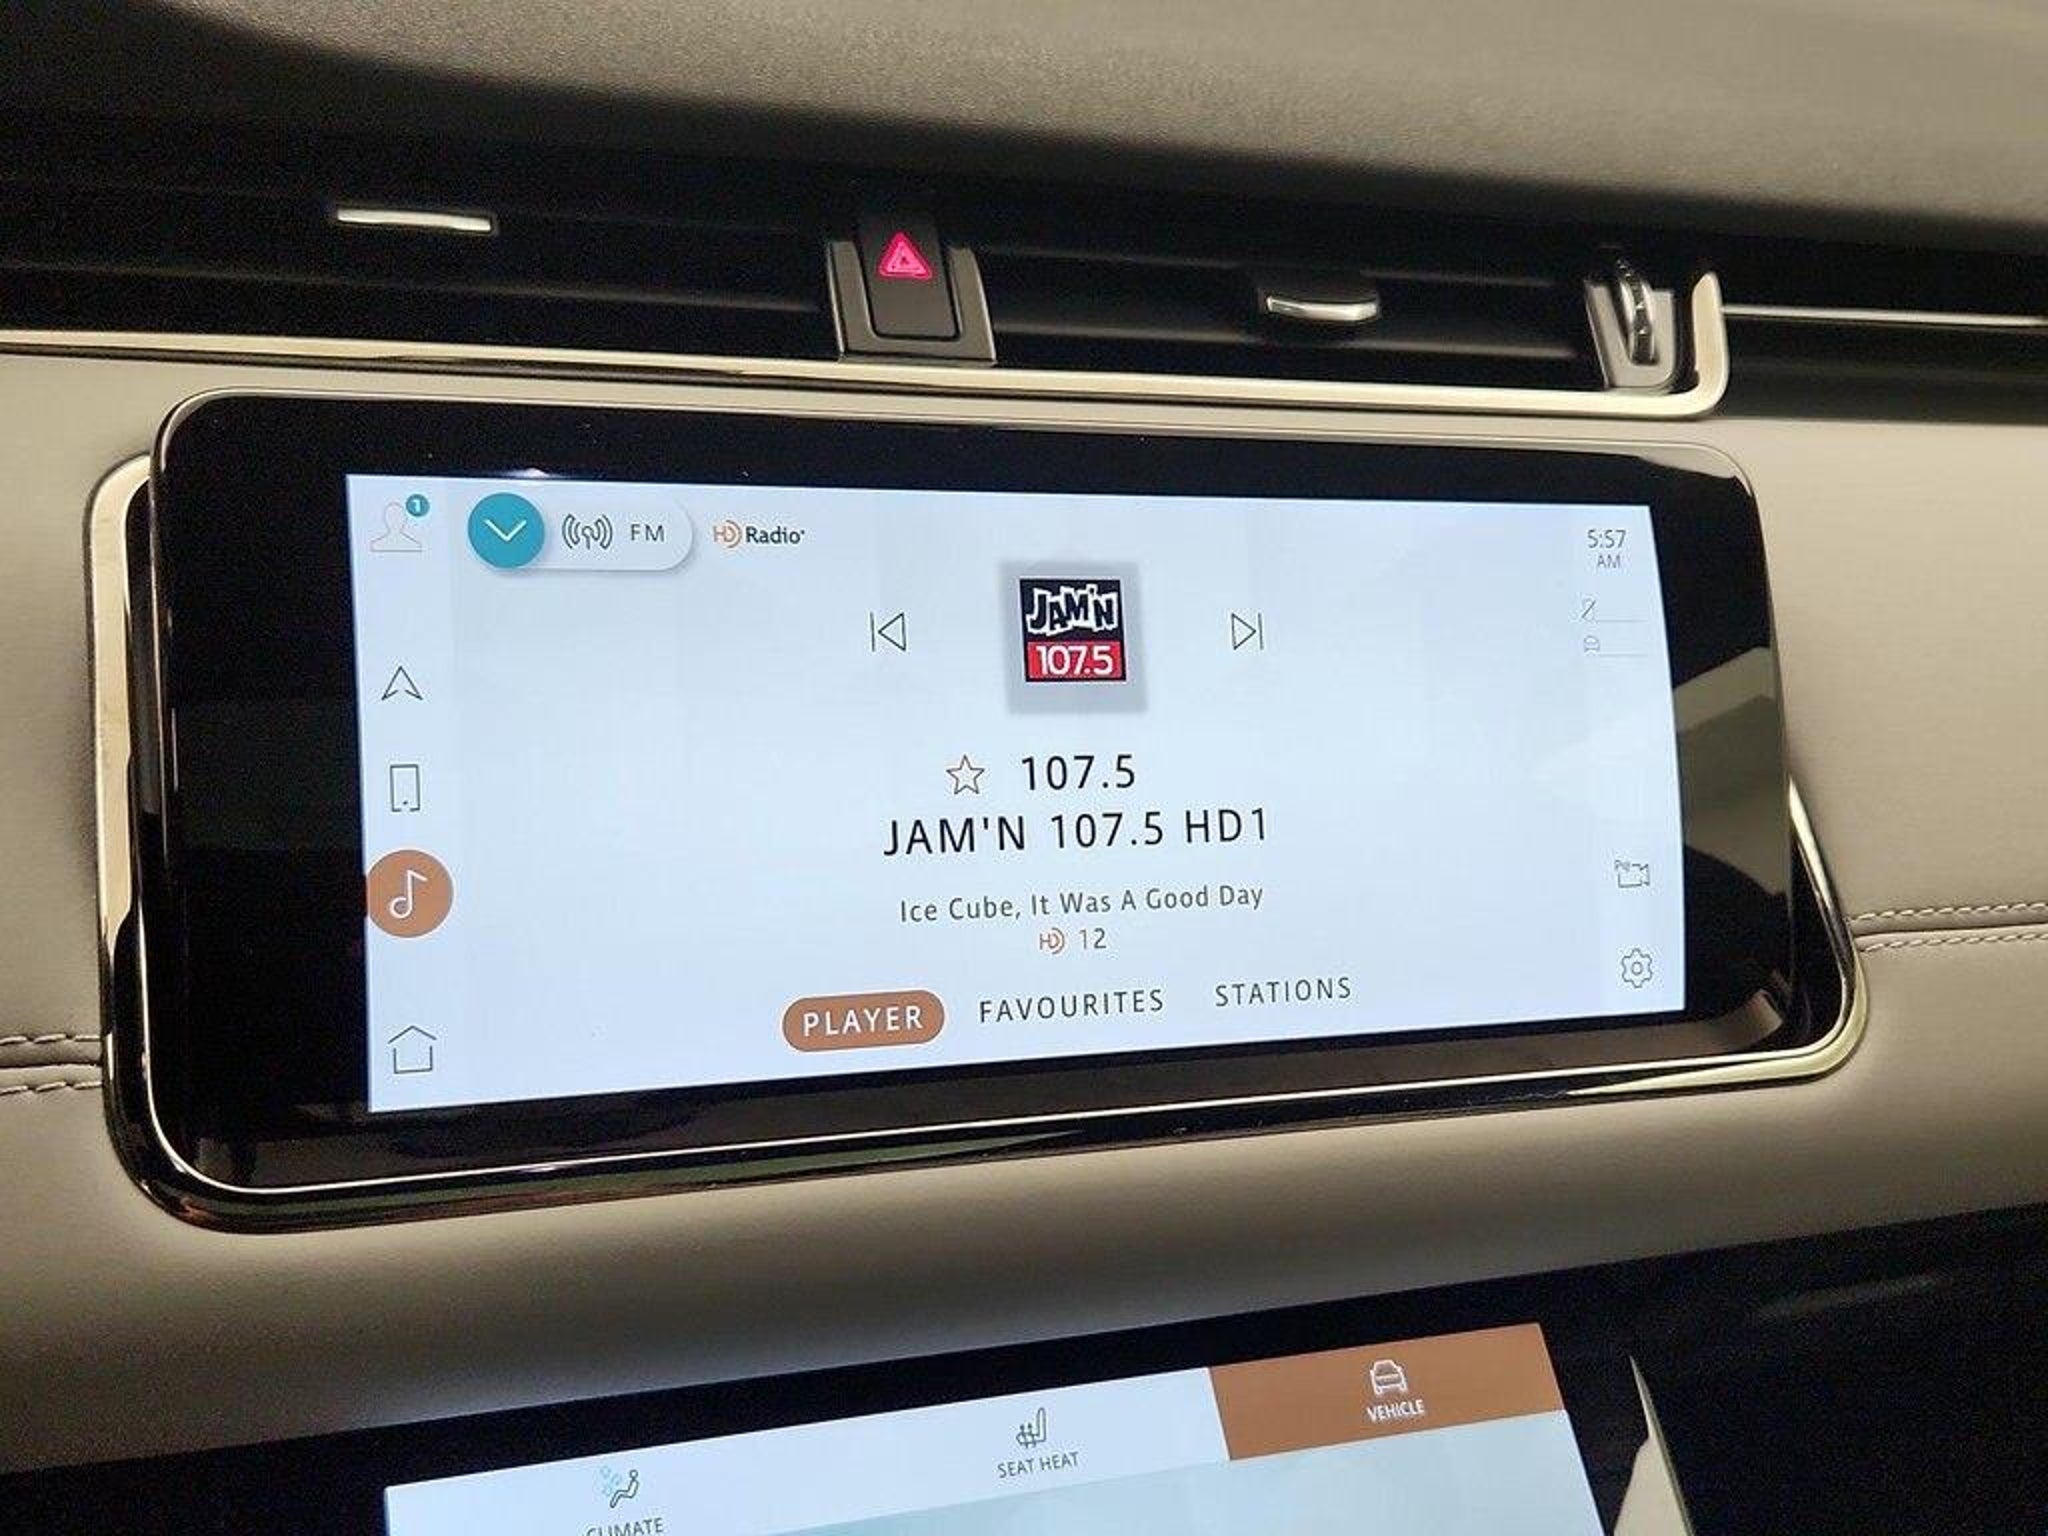 1
FM
HD Radio
5:57
AM
JAM'N
107.5
107.5
JAM'N 107.5 HD1
Ice Cube, It Was A Good Day
HD 12
PLAYER FAVOURITES STATIONS
VEHICLE
SEAT HEAT
CLIMATE